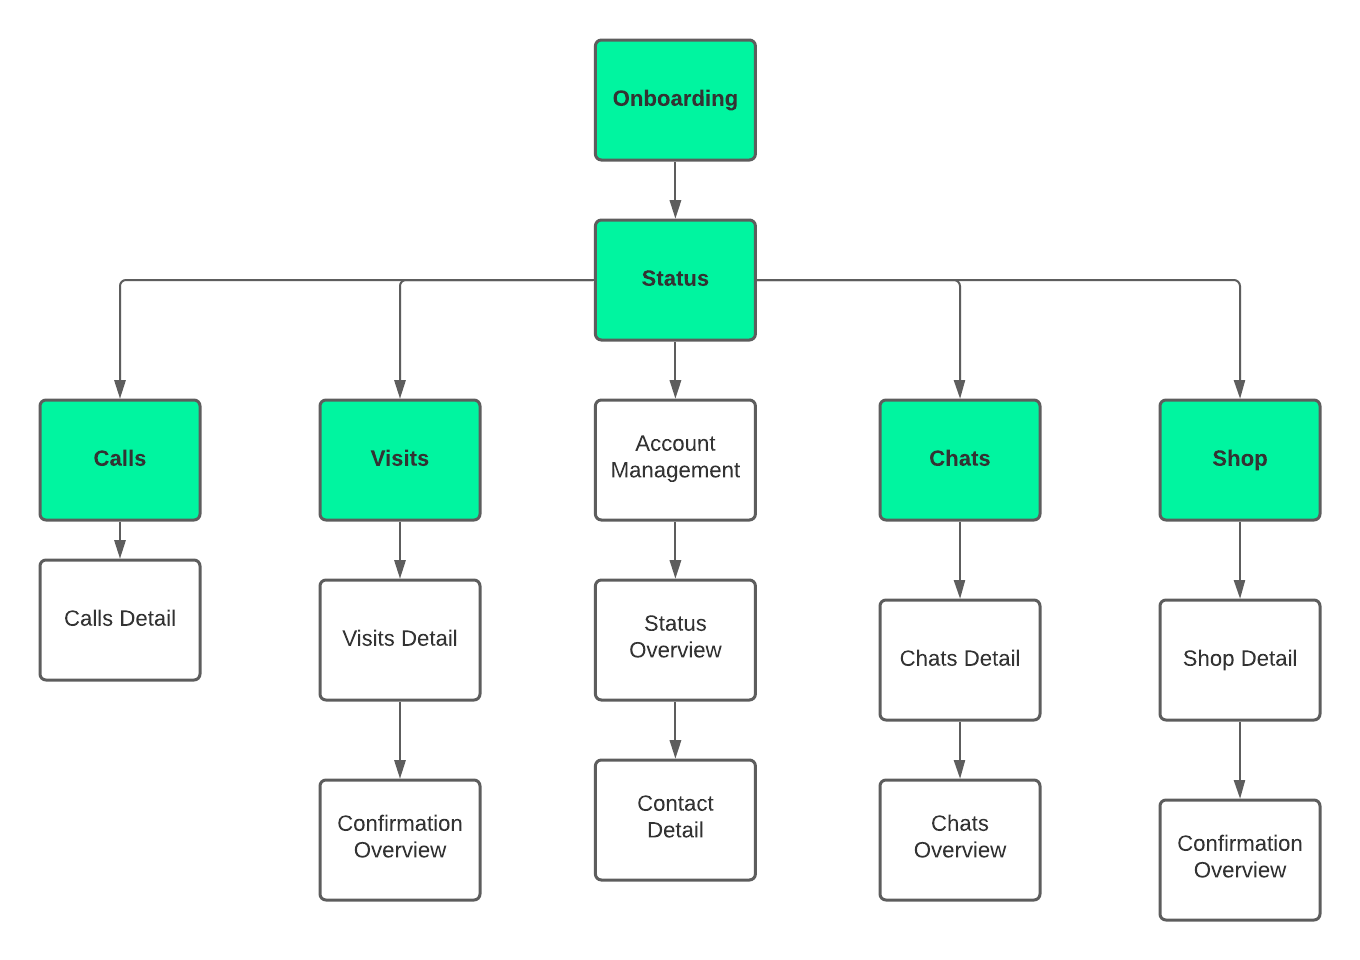 Onboarding
Status
Calls
Visits
Account
Management
Chats
Shop
Calls Detail
Visits Detail
Status
Overview
Chats Detail
Shop Detail
Confirmation
Overview
Contact
Detail
Chats
Overview
Confirmation
Overview